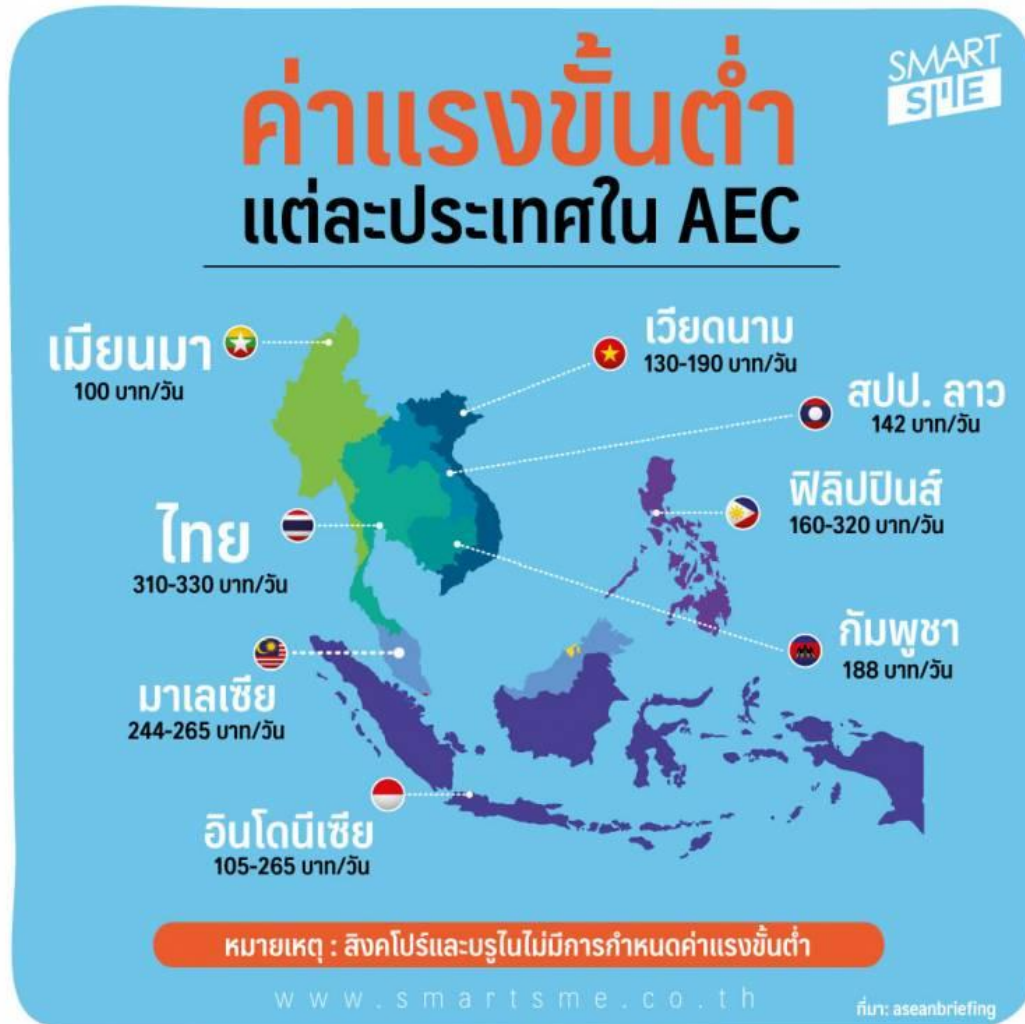 SMART
SME
ค่าแรงขั้นต่ำ
แต่ละประเทศใน AEC
เมียนมา
100 บาท/วัน
เวียดนาม
130-190 บาท/วัน
สปป. ลาว
142 บาท/วัน
ฟิลิปปินส์
160-320 บาท/วัน
ไทย
310-330 บาท/วัน
กัมพูชา
188 บาท/วัน
มาเลเซีย
244-265 บาท/วัน
อินโดนีเซีย
105-265 บาท/วัน
หมายเหตุ : สิงคโปร์และบรูไนไม่มีการกำหนดค่าแรงขั้นต่ำ
www.smartsme.co.th
ที่มา: aseanbriefing